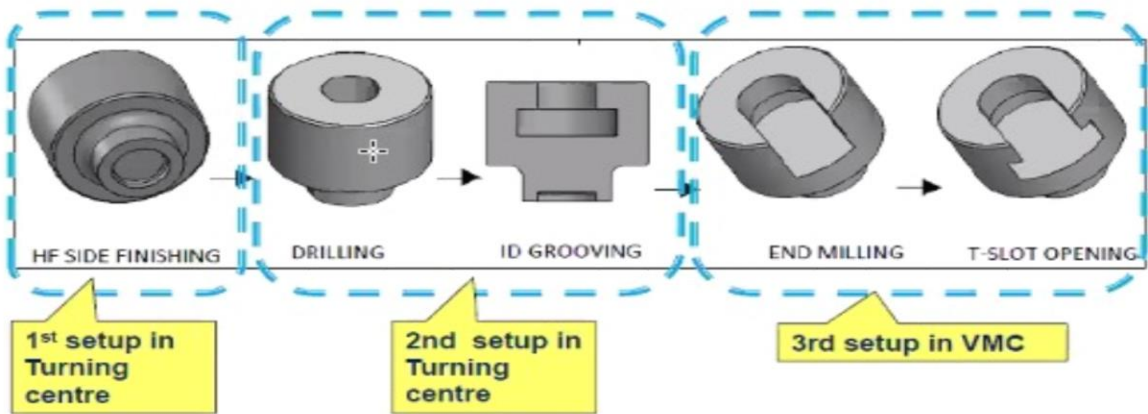 HF SIDE FINISHING
DRILLING
ID GROOVING
END MILLING
T-SLOT OPENING
1st setup in
Turning
centre
2nd setup in
Turning
centre
3rd setup in VMC